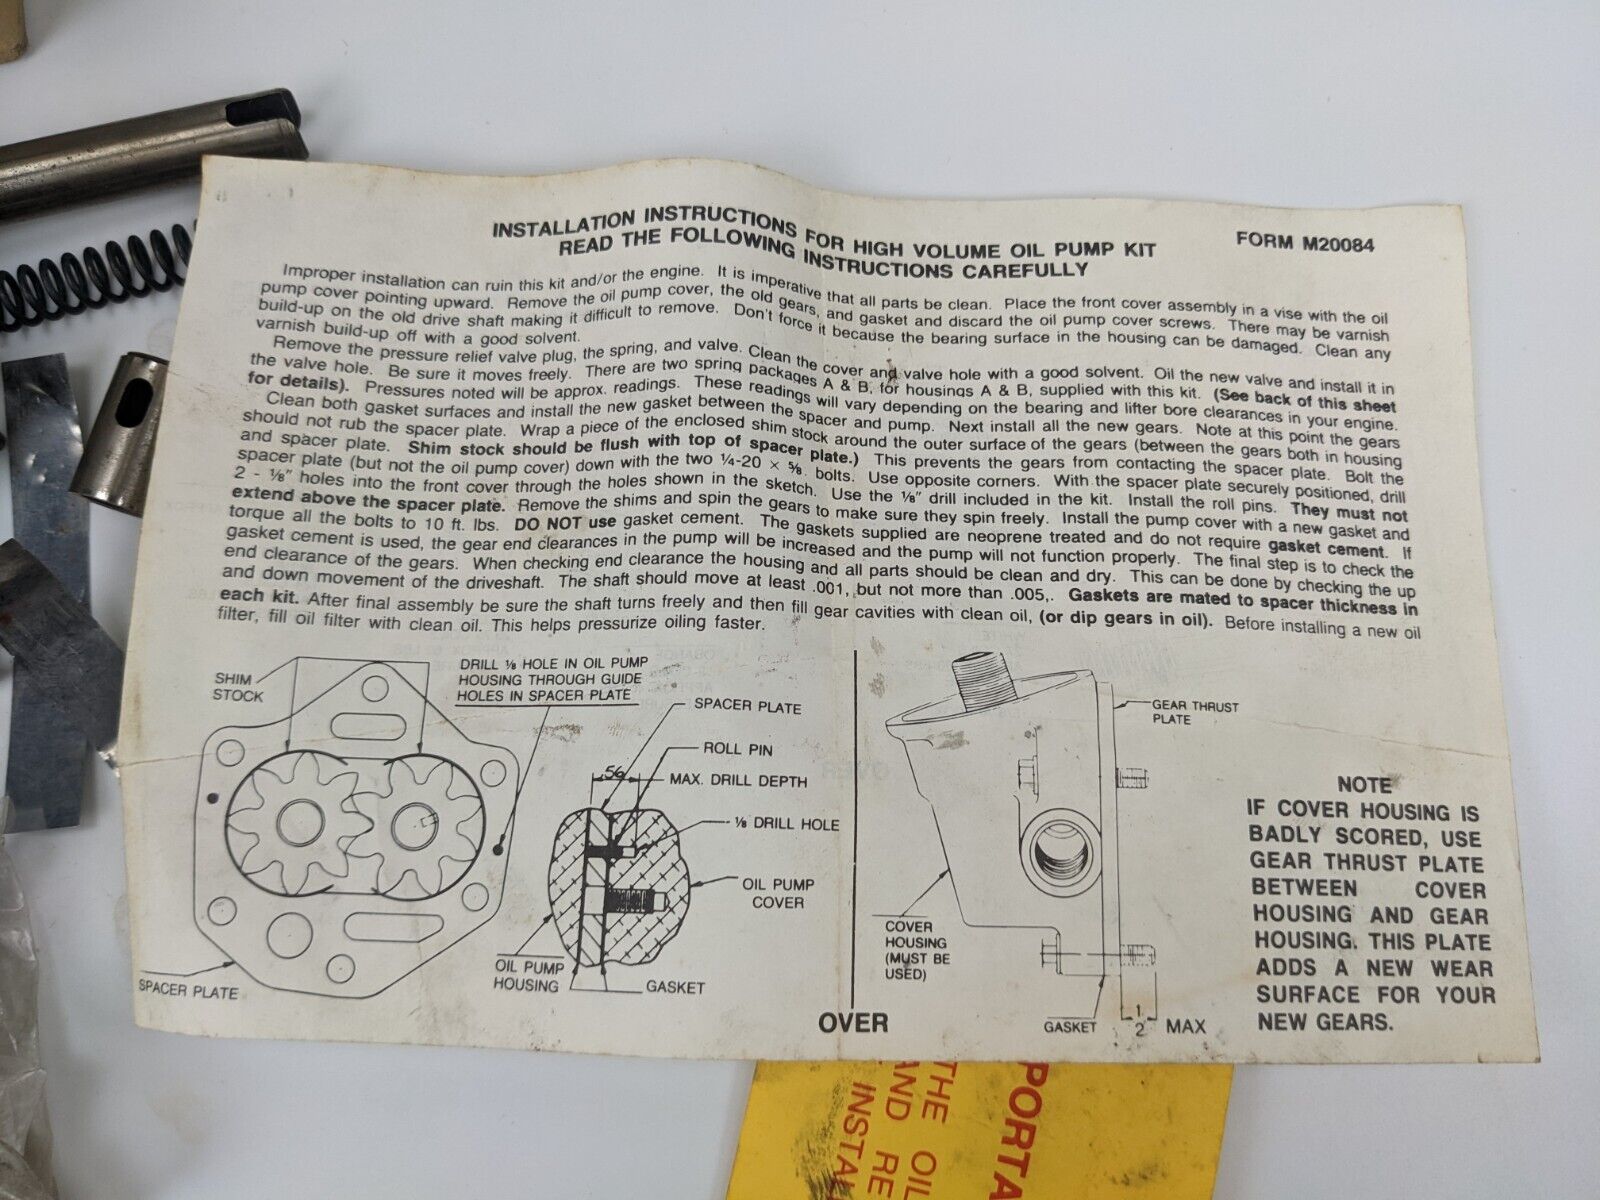 INSTALLATION INSTRUCTIONS FOR HIGH VOLUME OIL PUMP KIT
FORM M20084
READ THE FOLLOWING INSTRUCTIONS CAREFULLY
Improper installation can ruin this kit and/or the engine. It is imperative that all parts be clean. Place the front cover assembly in a vise with the oil
pump cover pointing upward. Remove the oil pump cover, the old gears, and gasket and discard the oil pump cover screws. There may be varnish
build-up on the old drive shaft making it difficult to remove. Don't force it because the bearing surface in the housing can be damaged. Clean any
varnish build-up off with a good solvent.
Remove the pressure relief valve plug, the spring, and valve. Clean the cover and valve hole with a good solvent. Oil the new valve and install it in
the valve hole. Be sure it moves freely. There are two spring packages A & B, for housings A & B, supplied with this kit. (See back of this sheet
for details). Pressures noted will be approx. readings. These readings will vary depending on the bearing and lifter bore clearances in your engine.
Clean both gasket surfaces and install the new gasket between the spacer and pump. Next install all the new gears. Note at this point the gears
should not rub the spacer plate. Wrap a piece of the enclosed shim stock around the outer surface of the gears (between the gears both in housing
and spacer plate. Shim stock should be flush with top of spacer plate.) This prevents the gears from contacting the spacer plate. Bolt the
spacer plate (but not the oil pump cover) down with the two ¼-20 × ⅝ bolts. Use opposite corners. With the spacer plate securely positioned, drill
2 - ⅛" holes into the front cover through the holes shown in the sketch. Use the ⅛" drill included in the kit. Install the roll pins. They must not
extend above the spacer plate. Remove the shims and spin the gears to make sure they spin freely. Install the pump cover with a new gasket and
torque all the bolts to 10 ft. lbs. DO NOT use gasket cement. The gaskets supplied are neoprene treated and do not require gasket cement. If
gasket cement is used, the gear end clearances in the pump will be increased and the pump will not function properly. The final step is to check the
end clearance of the gears. When checking end clearance the housing and all parts should be clean and dry. This can be done by checking the up
and down movement of the driveshaft. The shaft should move at least .001, but not more than .005,. Gaskets are mated to spacer thickness in
each kit. After final assembly be sure the shaft turns freely and then fill gear cavities with clean oil, (or dip gears in oil). Before installing a new oil
filter, fill oil filter with clean oil. This helps pressurize oiling faster.
SHIM
STOCK
DRILL ⅛ HOLE IN OIL PUMP
HOUSING THROUGH GUIDE
HOLES IN SPACER PLATE
SPACER PLATE
ROLL PIN
.56
MAX. DRILL DEPTH
⅛ DRILL HOLE
OIL PUMP
COVER
OIL PUMP
HOUSING
GASKET
SPACER PLATE
OVER
GEAR THRUST
PLATE
COVER
HOUSING
(MUST BE
USED)
GASKET
1
2 MAX
NOTE
IF COVER HOUSING IS
BADLY SCORED, USE
GEAR THRUST PLATE
BETWEEN COVER
HOUSING AND GEAR
HOUSING. THIS PLATE
ADDS A NEW WEAR
SURFACE FOR YOUR
NEW GEARS.
PORTA
THE OIL
AND RE
INSTAL